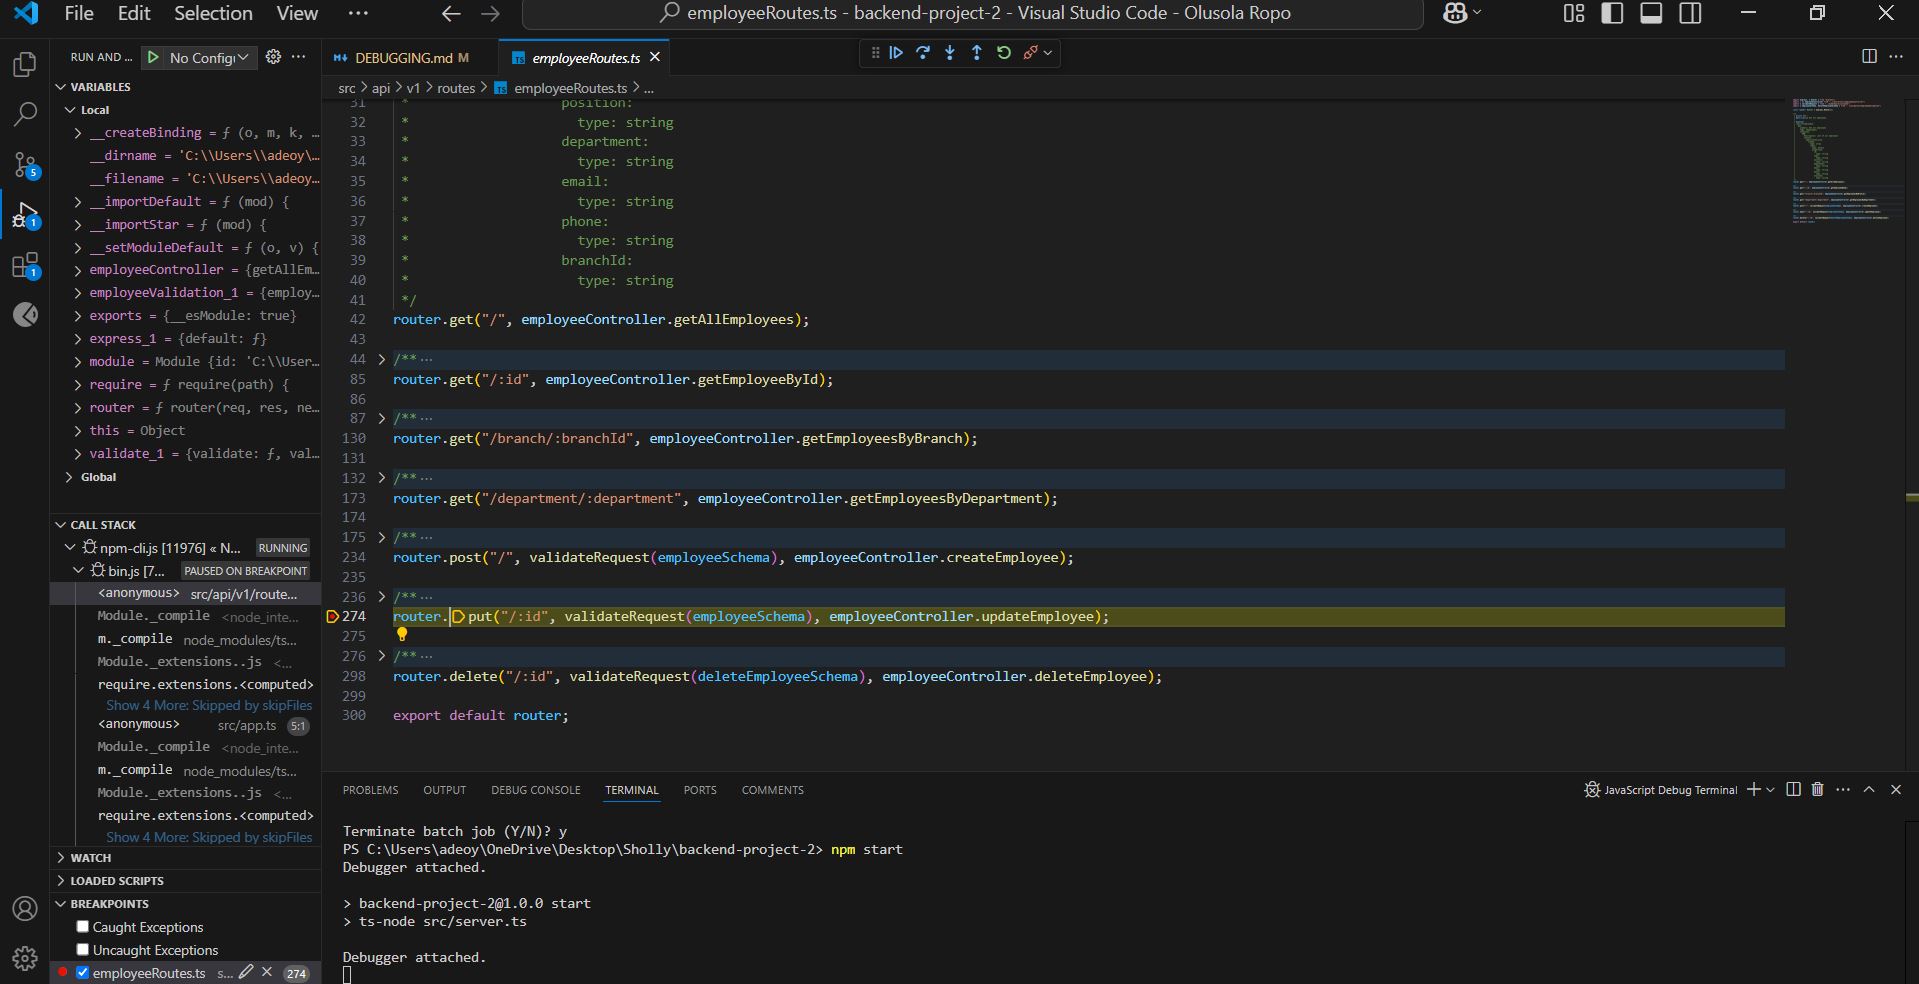 File Edit Selection View ···
employeeRoutes.ts - backend-project-2 - Visual Studio Code - Olusola Ropo
RUN AND ... No Configu
DEBUGGING.md M
employeeRoutes.ts
src > api > v1 > routes > employeeRoutes.ts > ...
VARIABLES
Local
__createBinding = ƒ (o, m, k, …
__dirname = 'C:\\Users\\adeoy\…
__filename = 'C:\\Users\\adeoy…
__importDefault = ƒ (mod) {
__importStar = ƒ (mod) {
__setModuleDefault = ƒ (o, v) {
employeeController = {getAllEm…
employeeValidation_1 = {employ…
exports = {__esModule: true}
express_1 = {default: ƒ}
module = Module {id: 'C:\\User…
require = ƒ require(path) {
router = ƒ router(req, res, ne…
this = Object
validate_1 = {validate: ƒ, val…
Global
CALL STACK
npm-cli.js [11976] « N... RUNNING
bin.js [7... PAUSED ON BREAKPOINT
<anonymous> src/api/v1/route...
Module._compile <node_inte...
m._compile node_modules/ts...
Module._extensions..js <...
require.extensions.<computed>
Show 4 More: Skipped by skipFiles
<anonymous> src/app.ts 5:1
Module._compile <node_inte...
m._compile node_modules/ts...
Module._extensions..js <...
require.extensions.<computed>
Show 4 More: Skipped by skipFiles
WATCH
LOADED SCRIPTS
BREAKPOINTS
Caught Exceptions
Uncaught Exceptions
employeeRoutes.ts s... 274
5
1
1
31 * position:
32 * type: string
33 * department:
34 * type: string
35 * email:
36 * type: string
37 * phone:
38 * type: string
39 * branchId:
40 * type: string
41 */
42 router.get("/", employeeController.getAllEmployees);
43
44 /** ···
85 router.get("/:id", employeeController.getEmployeeById);
86
87 /** ···
130 router.get("/branch/:branchId", employeeController.getEmployeesByBranch);
131
132 /** ···
173 router.get("/department/:department", employeeController.getEmployeesByDepartment);
174
175 /** ···
234 router.post("/", validateRequest(employeeSchema), employeeController.createEmployee);
235
236 /** ···
274 router.put("/:id", validateRequest(employeeSchema), employeeController.updateEmployee);
275
276 /** ···
298 router.delete("/:id", validateRequest(deleteEmployeeSchema), employeeController.deleteEmployee);
299
300 export default router;
PROBLEMS OUTPUT DEBUG CONSOLE TERMINAL PORTS COMMENTS
JavaScript Debug Terminal
Terminate batch job (Y/N)? y
PS C:\Users\adeoy\OneDrive\Desktop\Sholly\backend-project-2> npm start
Debugger attached.
> backend-project-2@1.0.0 start
> ts-node src/server.ts
Debugger attached.